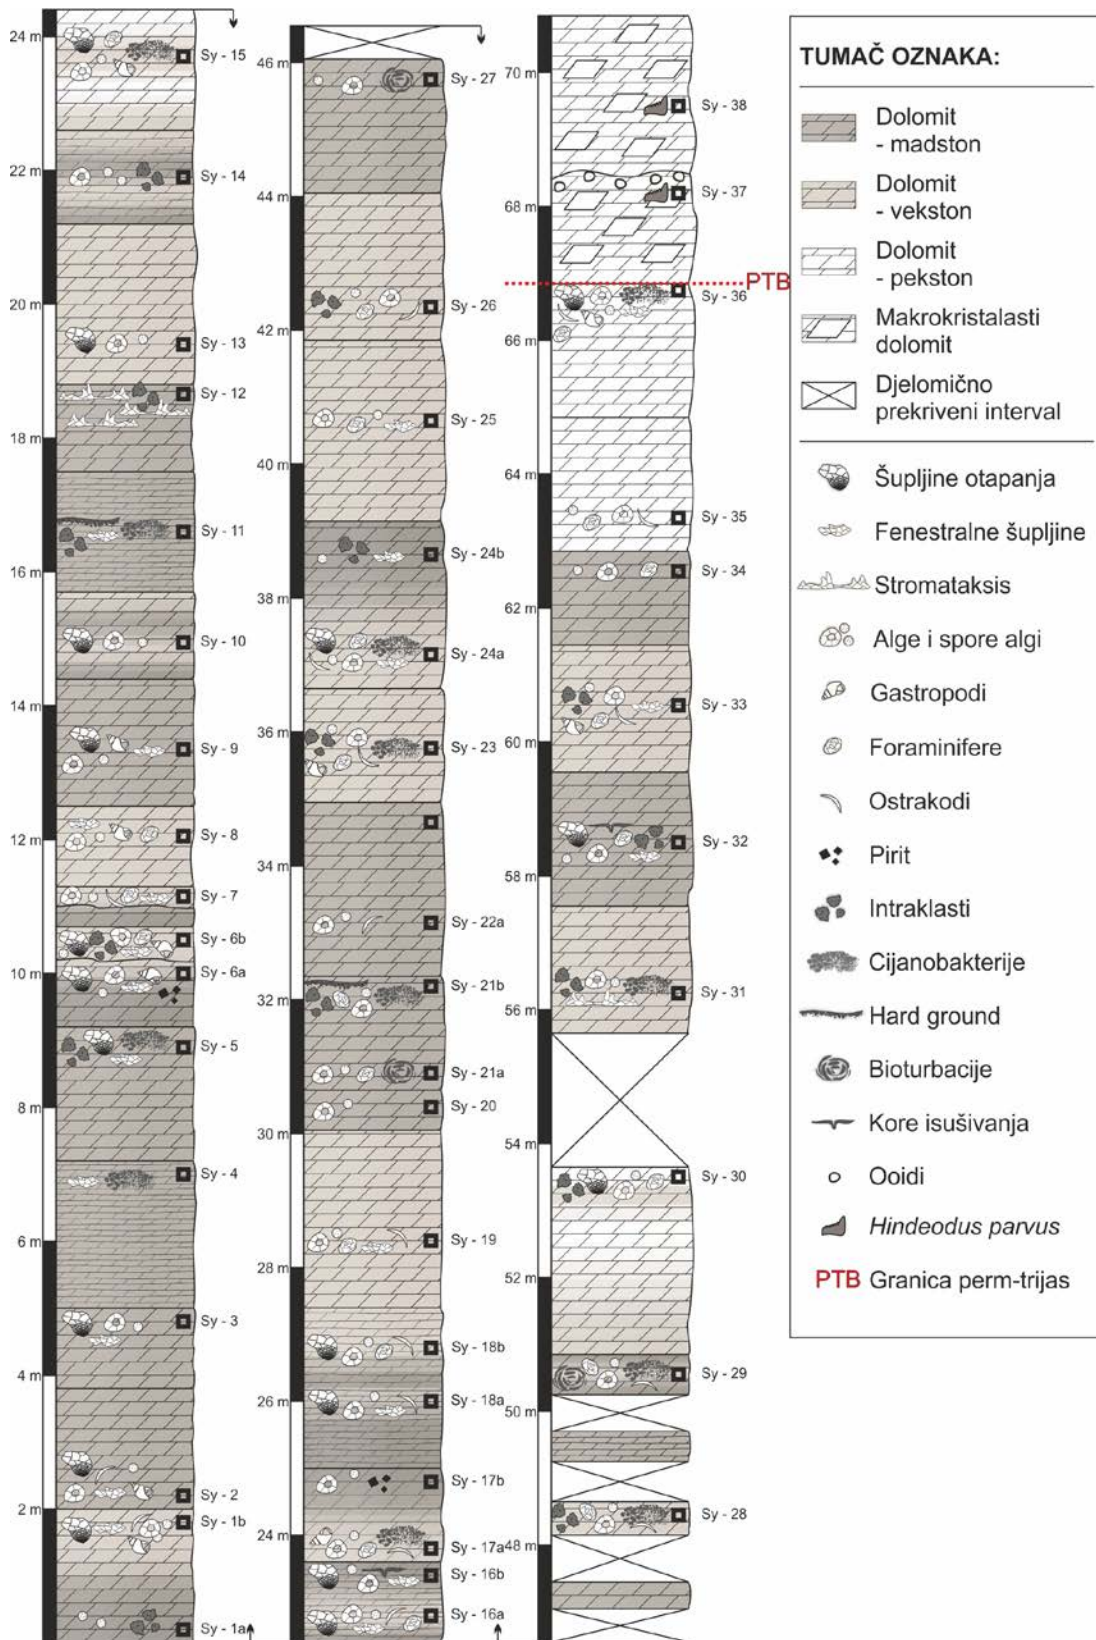 24 m
Sy - 15
22 m
Sy - 14
20 m
Sy - 13
Sy - 12
18 m
Sy - 11
16 m
Sy - 10
14 m
Sy - 9
12 m
Sy - 8
Sy - 7
Sy - 6b
10 m
Sy - 6a
Sy - 5
8 m
Sy - 4
6 m
Sy - 3
4 m
Sy - 2
2 m
Sy - 1b
Sy - 1a
46 m
Sy - 27
44 m
Sy - 26
42 m
Sy - 25
40 m
Sy - 24b
38 m
Sy - 24a
36 m
Sy - 23
34 m
Sy - 22a
32 m
Sy - 21b
Sy - 21a
Sy - 20
30 m
Sy - 19
28 m
Sy - 18b
26 m
Sy - 18a
Sy - 17b
24 m
Sy - 17a
Sy - 16b
Sy - 16a
70 m
Sy - 38
Sy - 37
68 m
PTB
Sy - 36
66 m
64 m
Sy - 35
Sy - 34
62 m
Sy - 33
60 m
Sy - 32
58 m
Sy - 31
56 m
54 m
Sy - 30
52 m
Sy - 29
50 m
Sy - 28
48 m
TUMAČ OZNAKA:
Dolomit
- madston
Dolomit
- vekston
Dolomit
- pekston
Makrokristalasti
dolomit
Djelomično
prekriveni interval
Šupljine otapanja
Fenestralne šupljine
Stromataksis
Alge i spore algi
Gastropodi
Foraminifere
Ostrakodi
Pirit
Intraklasti
Cijanobakterije
Hard ground
Bioturbacije
Kore isušivanja
Ooidi
Hindeodus parvus
PTB Granica perm-trijas